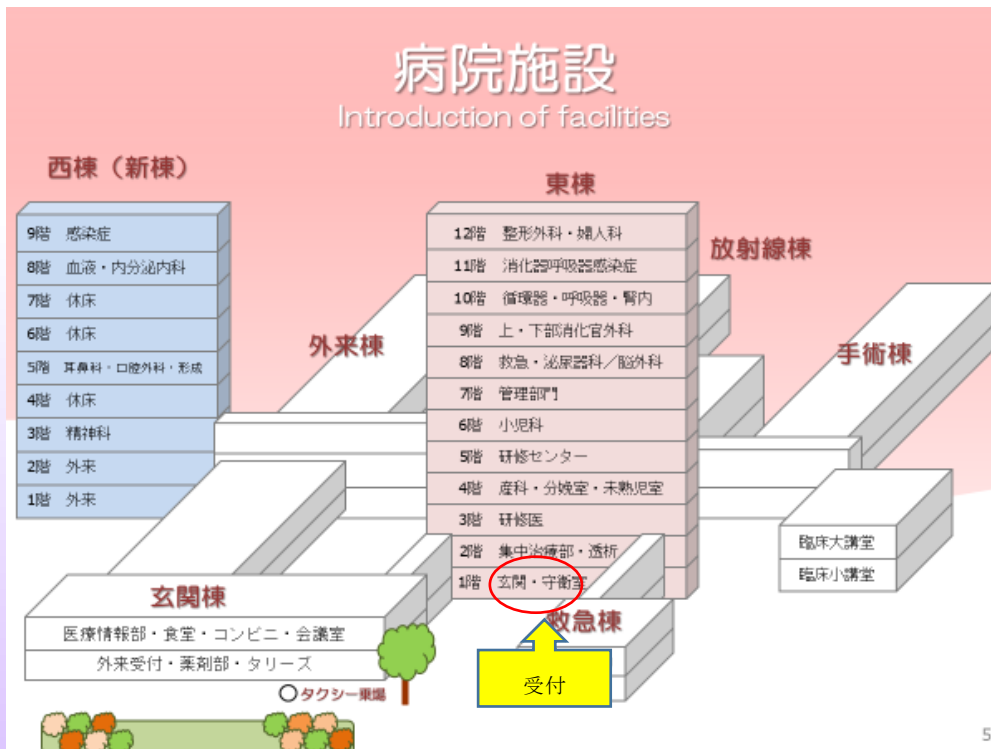 病院施設
Introduction of facilities
西棟（新棟）
9階 感染症
8階 血液・内分泌内科
7階 休床
6階 休床
5階 耳鼻科・口腔外科・形成
4階 休床
3階 精神科
2階 外来
1階 外来
外来棟
東棟
12階 整形外科・婦人科
11階 消化器呼吸器感染症
10階 循環器・呼吸器・腎内
9階 上・下部消化官外科
8階 救急・泌尿器科／脳外科
7階 管理部門
6階 小児科
5階 研修センター
4階 産科・分娩室・未熟児室
3階 研修医
2階 集中治療部・透析
1階 玄関・守衛室
放射線棟
手術棟
臨床大講堂
臨床小講堂
玄関棟
医療情報部・食堂・コンビニ・会議室
外来受付・薬剤部・タリーズ
〇タクシー乗場
救急棟
受付
5